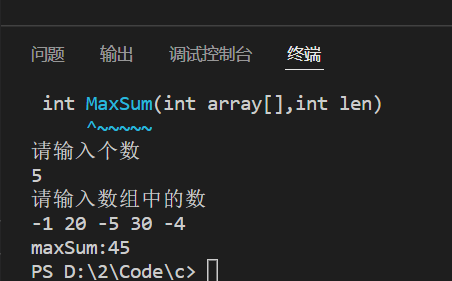 问题 输出 调试控制台 终端
int MaxSum(int array[],int len)
^~~~~~
请输入个数
5
请输入数组中的数
-1 20 -5 30 -4
maxSum:45
PS D:\2\Code\c>